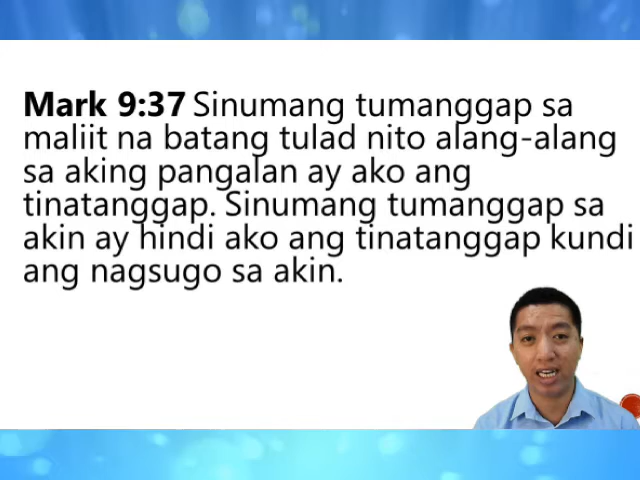 Mark 9:37 Sinumang tumanggap sa
maliit na batang tulad nito alang-alang
sa aking pangalan ay ako ang
tinatanggap. Sinumang tumanggap sa
akin ay hindi ako ang tinatanggap kundi
ang nagsugo sa akin.